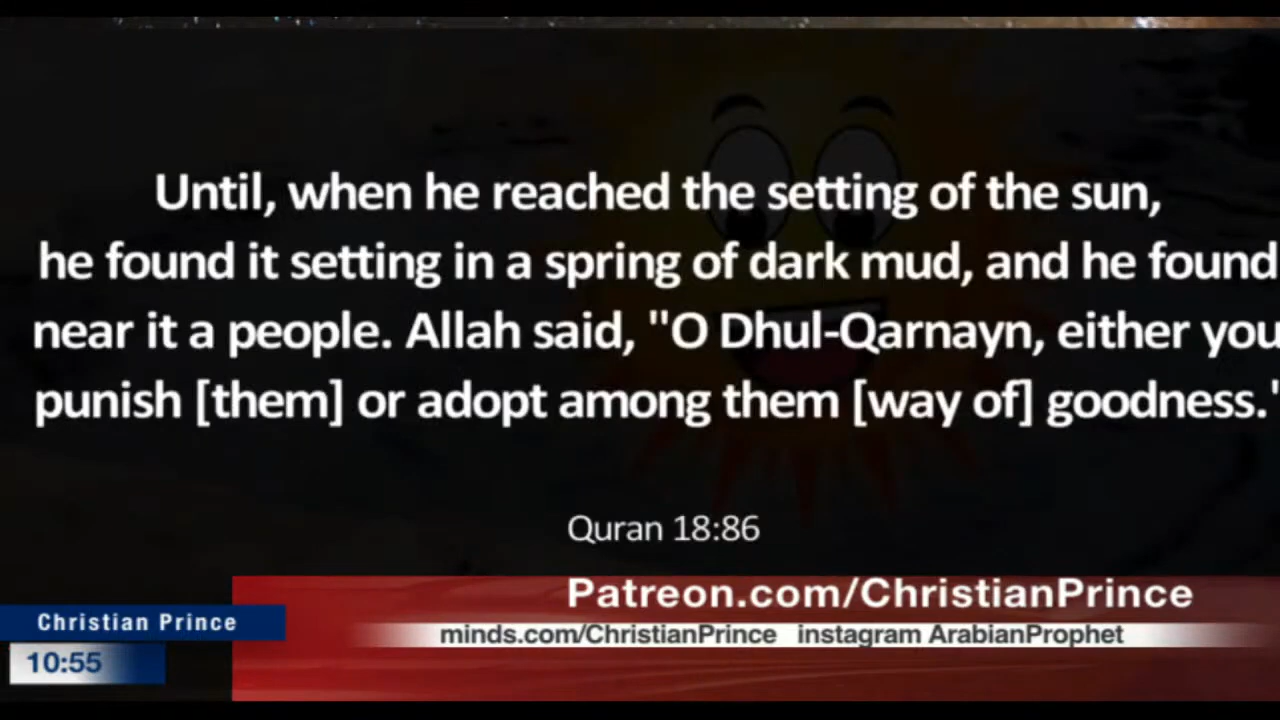 Until, when he reached the setting of the sun,
he found it setting in a spring of dark mud, and he found
near it a people. Allah said, "O Dhul-Qarnayn, either you
punish [them] or adopt among them [way of] goodness."
Quran 18:86
Patreon.com/ChristianPrince
Christian Prince
minds.com/ChristianPrince instagram ArabianProphet
10:55